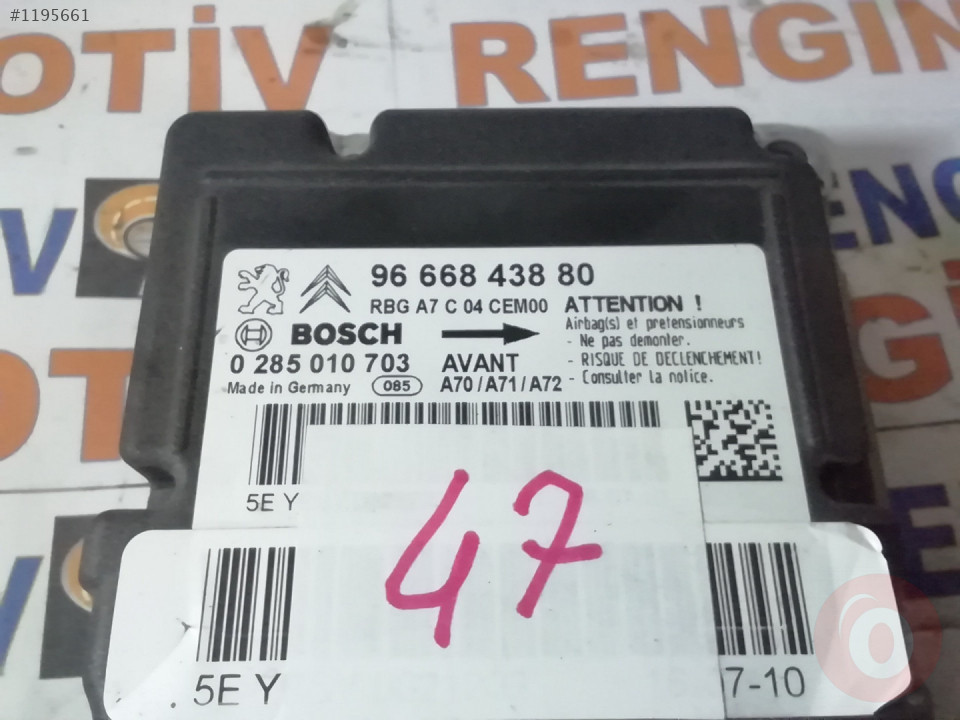 #1195661
OTİV RENGİN
96 668 438 80
RBG A7 C 04 CEM00
BOSCH
0 285 010 703
Made in Germany 085
AVANT
A70/A71/A72
ATTENTION !
Airbag(s) et pretensionneurs
- Ne pas demonter.
- RISQUE DE DECLENCHEMENT!
- Consulter la notice.
5E Y
47
5E Y
7-10